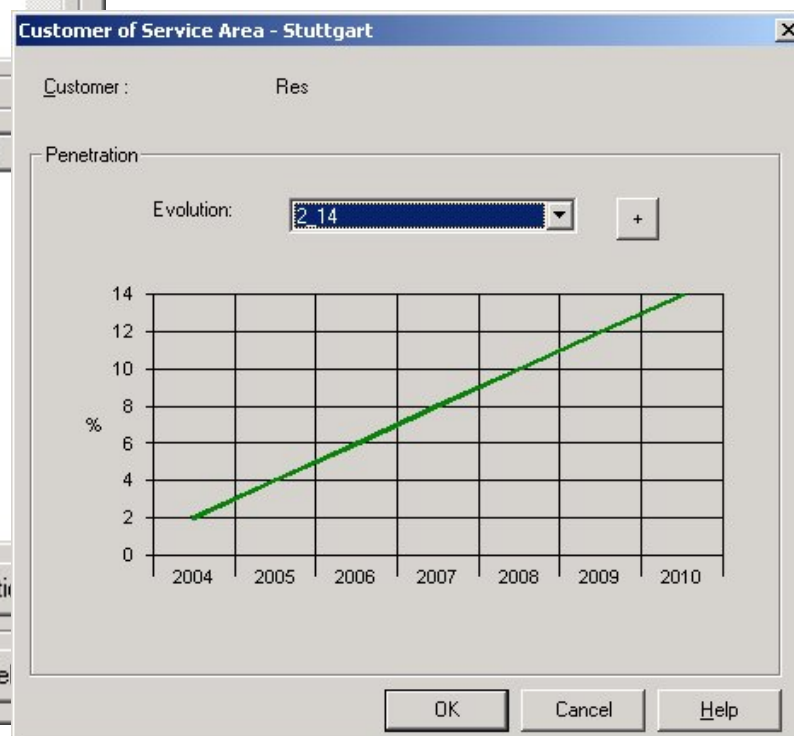 Customer of Service Area - Stuttgart
Customer : Res
Penetration
Evolution: 2_14 +
14
12
10
8
%
6
4
2
0
2004 2005 2006 2007 2008 2009 2010
OK Cancel Help